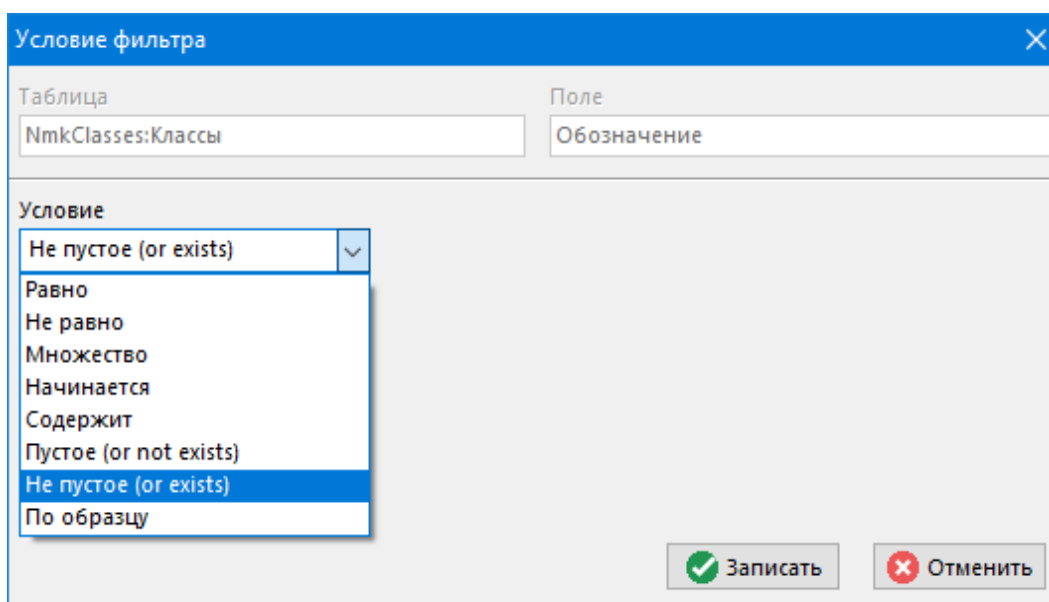 Условие фильтра
Таблица
Поле
NmkClasses:Классы
Обозначение
Условие
Не пустое (or exists)
Равно
Не равно
Множество
Начинается
Содержит
Пустое (or not exists)
Не пустое (or exists)
По образцу
Записать
Отменить